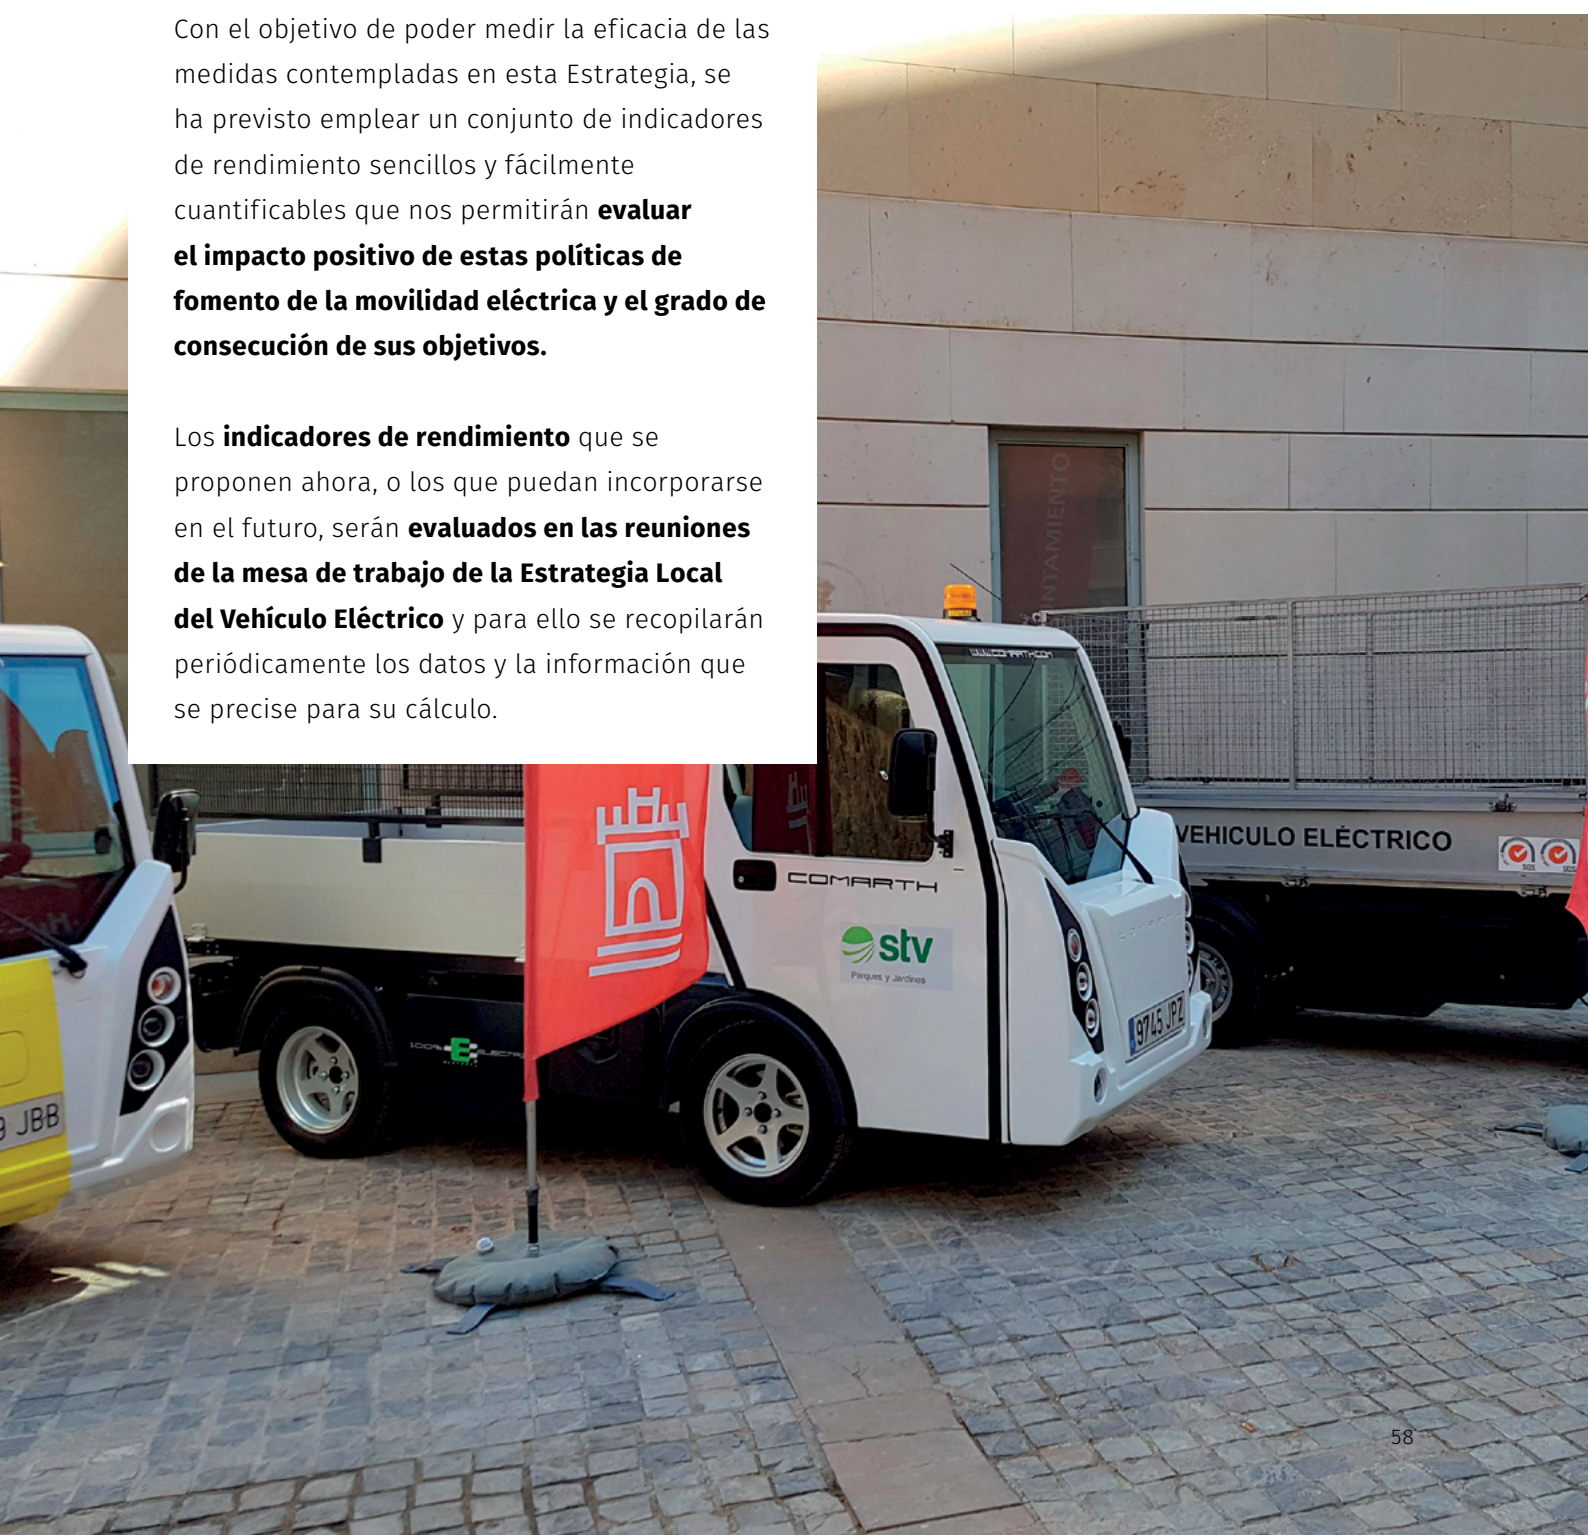 Con el objetivo de poder medir la eficacia de las
medidas contempladas en esta Estrategia, se
ha previsto emplear un conjunto de indicadores
de rendimiento sencillos y fácilmente
cuantificables que nos permitirán evaluar
el impacto positivo de estas políticas de
fomento de la movilidad eléctrica y el grado de
consecución de sus objetivos.
Los indicadores de rendimiento que se
proponen ahora, o los que puedan incorporarse
en el futuro, serán evaluados en las reuniones
de la mesa de trabajo de la Estrategia Local
del Vehículo Eléctrico y para ello se recopilarán
periódicamente los datos y la información que
se precise para su cálculo.
WWW.COMARTH.COM
VEHICULO ELÉCTRICO
SGS
SGS
COMARTH
stv
Parques y Jardines
9745 JPZ
JBB
58